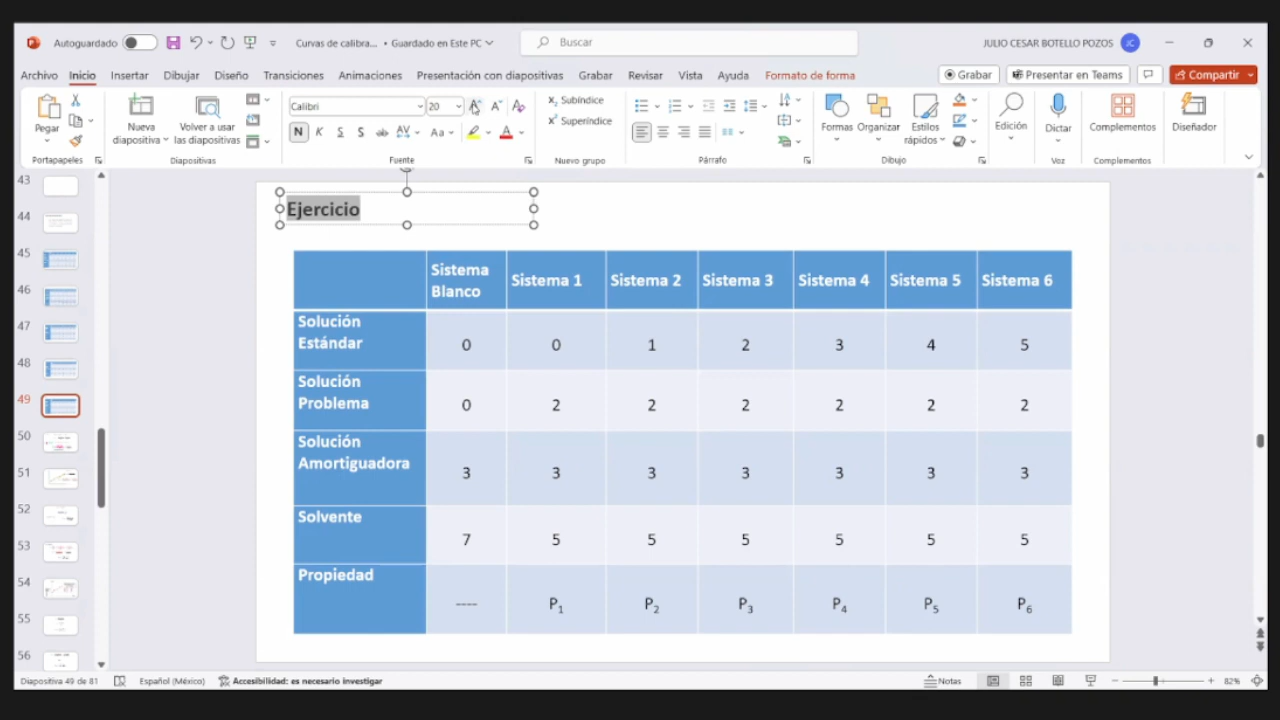 Autoguardado
Curvas de calibra... • Guardado en Este PC
Buscar
JULIO CESAR BOTELLO POZOS
JC
Archivo Inicio Insertar Dibujar Diseño Transiciones Animaciones Presentación con diapositivas Grabar Revisar Vista Ayuda Formato de forma
Grabar
Presentar en Teams
Compartir
Pegar
Portapapeles
Nueva diapositiva
Volver a usar las diapositivas
Diapositivas
Calibri
20
N K S S ab AV Aa A
Fuente
X₂ Subíndice
X² Superíndice
Nuevo grupo
Párrafo
Formas Organizar Estilos rápidos
Dibujo
Edición
Dictar
Voz
Complementos
Complementos
Diseñador
43
44
45
46
47
48
49
50
51
52
53
54
55
56
Ejercicio
Sistema Blanco Sistema 1 Sistema 2 Sistema 3 Sistema 4 Sistema 5 Sistema 6
Solución Estándar 0 0 1 2 3 4 5
Solución Problema 0 2 2 2 2 2 2
Solución Amortiguadora 3 3 3 3 3 3 3
Solvente 7 5 5 5 5 5 5
Propiedad ---- P₁ P₂ P₃ P₄ P₅ P₆
Diapositiva 49 de 81
Español (México)
Accesibilidad: es necesario investigar
Notas
82%